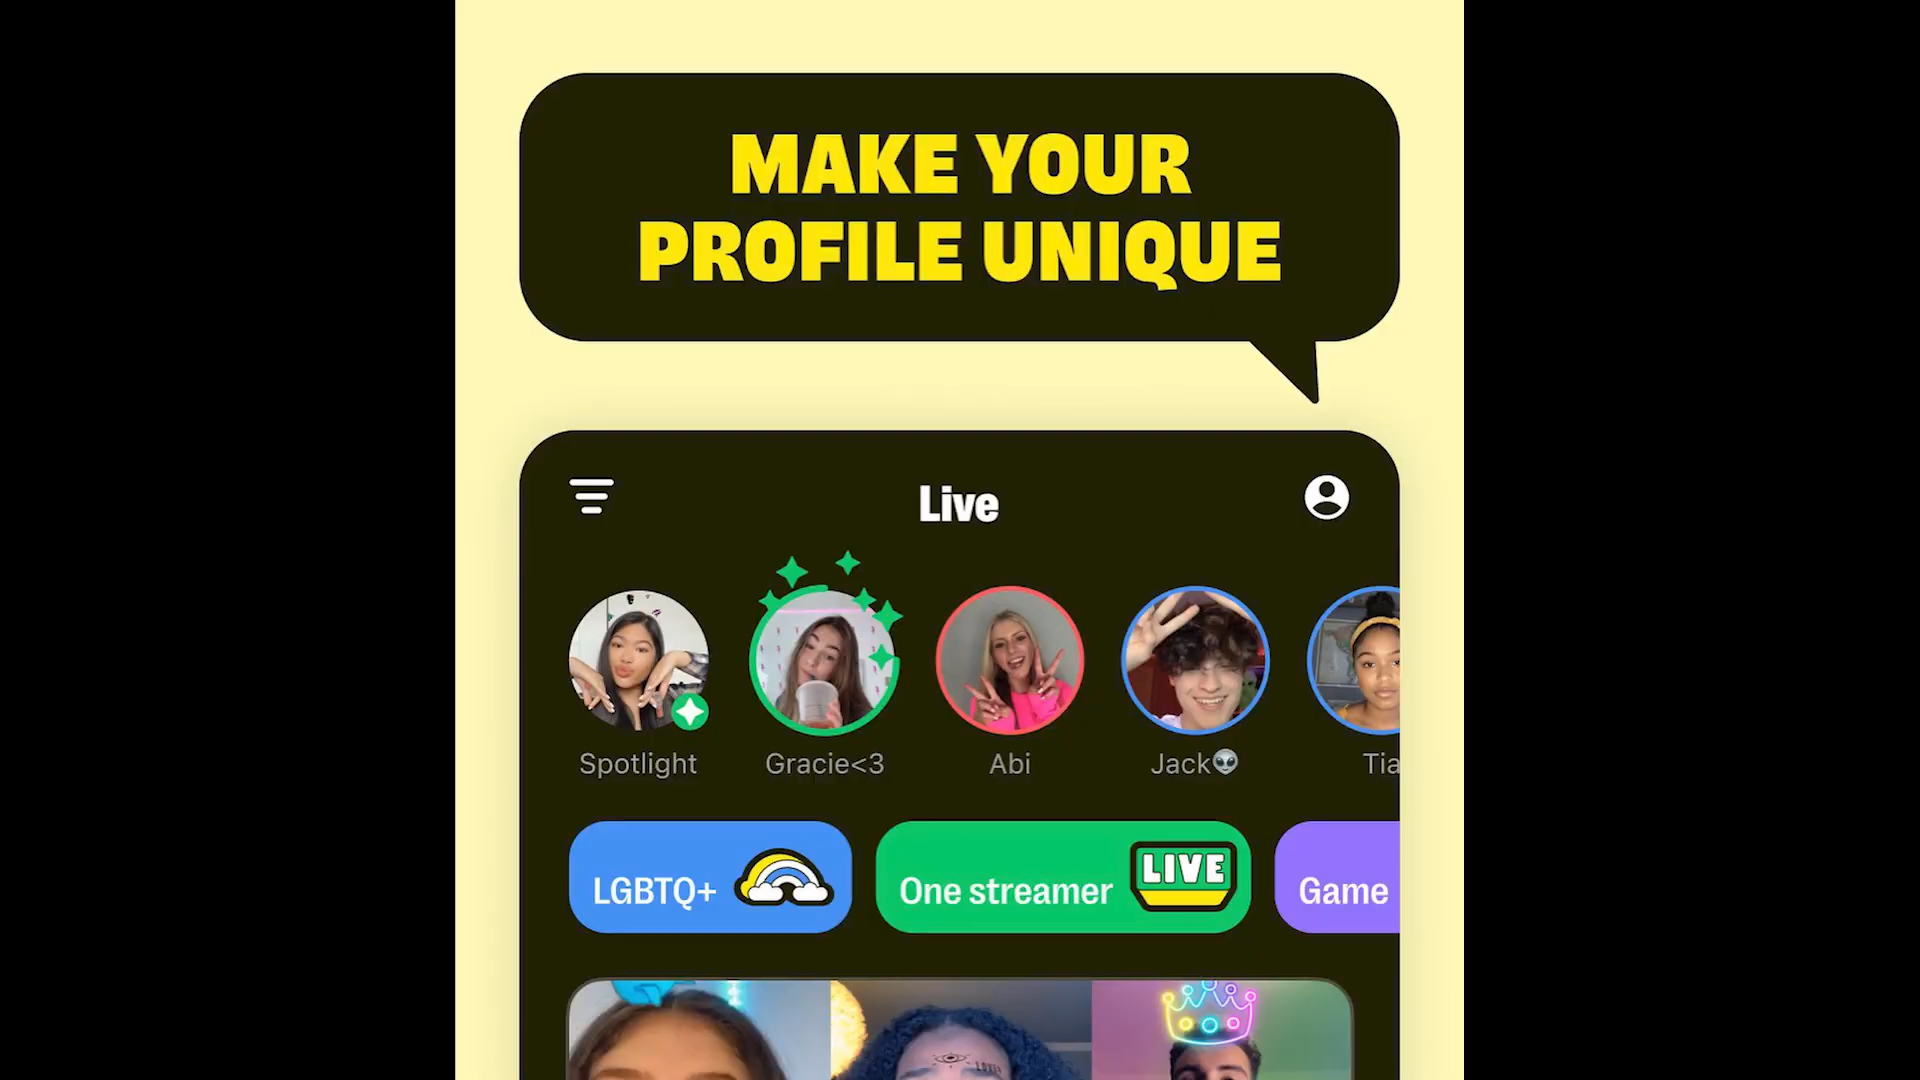 MAKE YOUR
PROFILE UNIQUE
Live
Spotlight
Gracie<3
Abi
Jack👽
Tia
LGBTQ+
One streamer
LIVE
Game